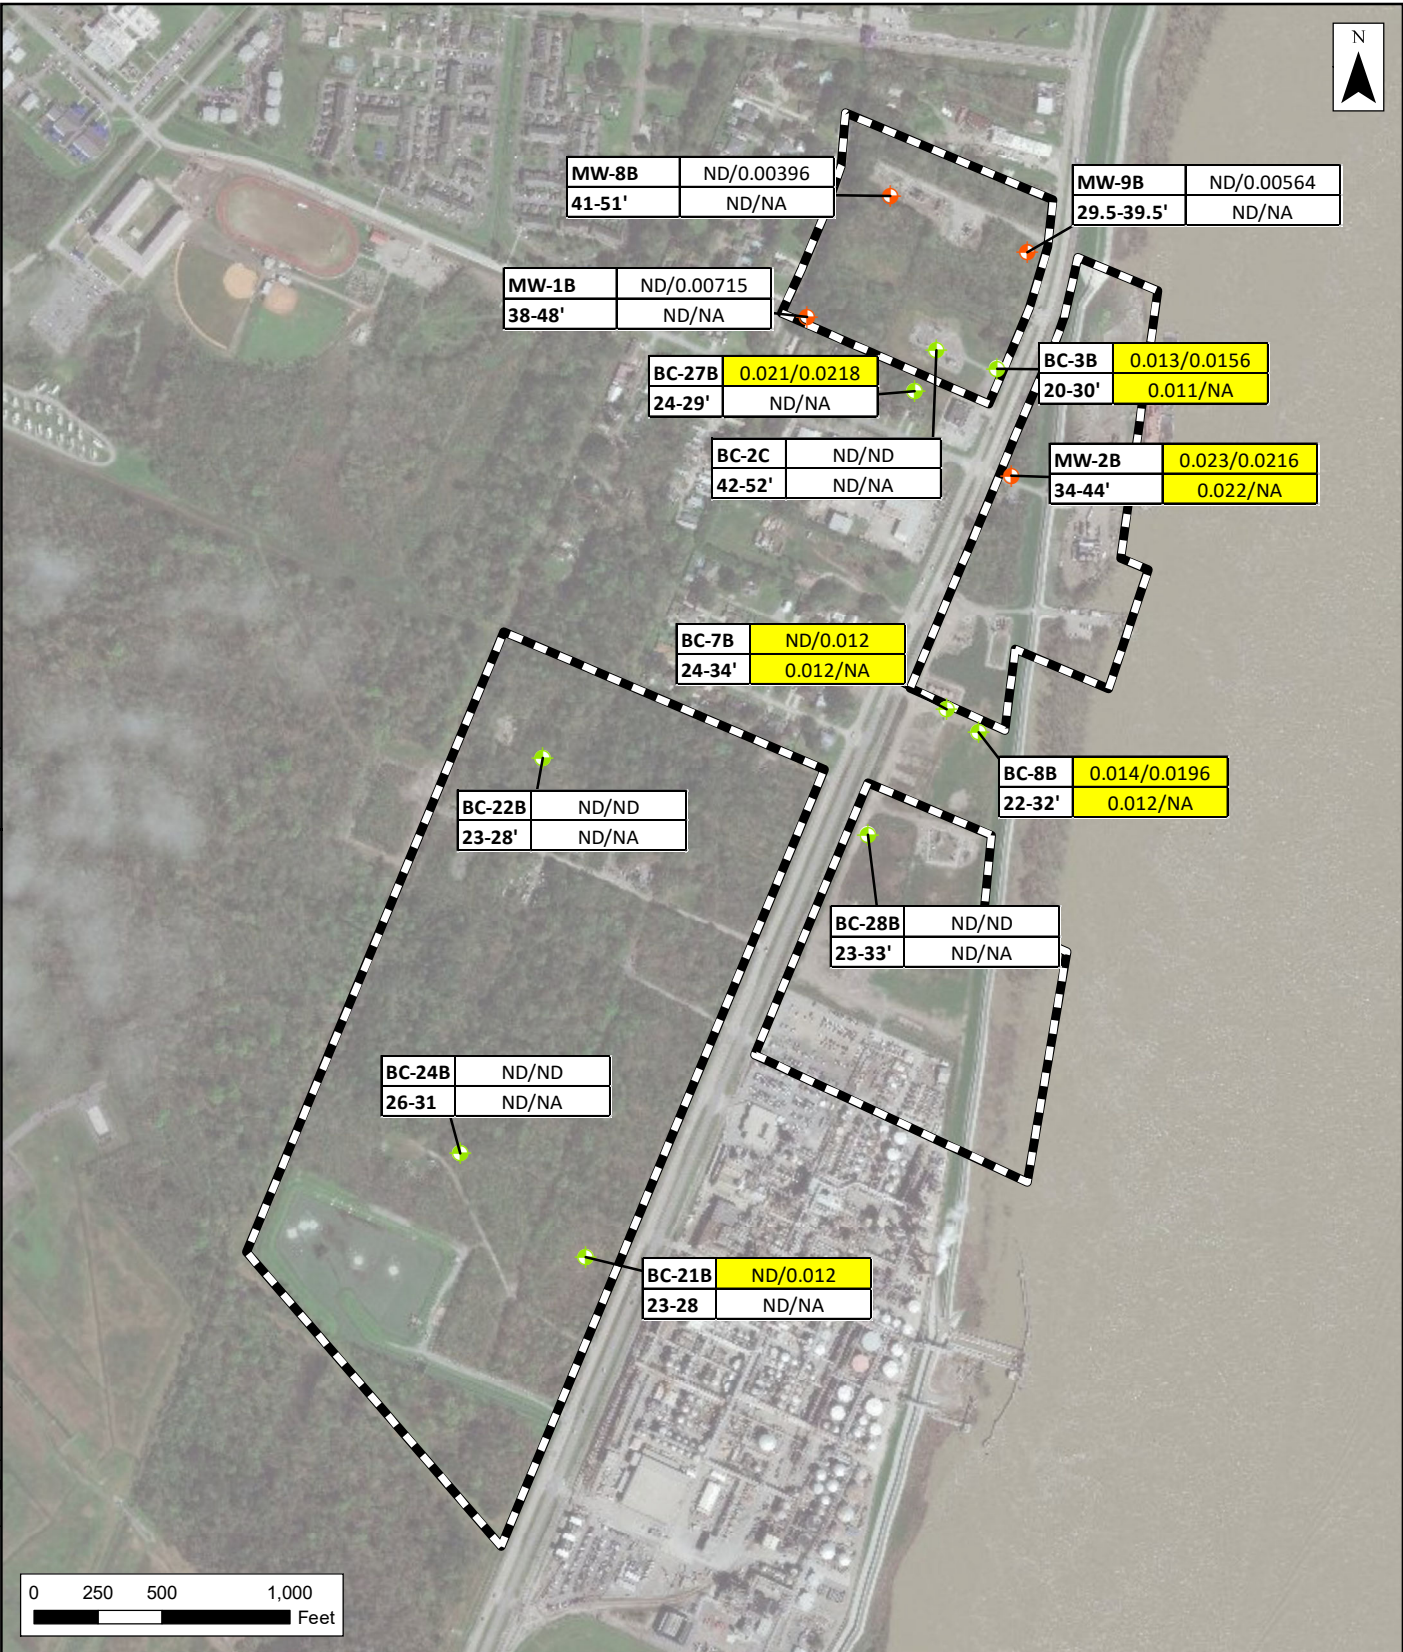 N
MW-8B ND/0.00396
41-51' ND/NA
MW-9B ND/0.00564
29.5-39.5' ND/NA
MW-1B ND/0.00715
38-48' ND/NA
BC-27B 0.021/0.0218
24-29' ND/NA
BC-3B 0.013/0.0156
20-30' 0.011/NA
BC-2C ND/ND
42-52' ND/NA
MW-2B 0.023/0.0216
34-44' 0.022/NA
BC-7B ND/0.012
24-34' 0.012/NA
BC-8B 0.014/0.0196
22-32' 0.012/NA
BC-22B ND/ND
23-28' ND/NA
BC-28B ND/ND
23-33' ND/NA
BC-24B ND/ND
26-31 ND/NA
BC-21B ND/0.012
23-28 ND/NA
0 250 500 1,000
Feet